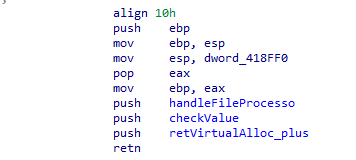 align 10h
push ebp
mov ebp, esp
mov esp, dword_418FF0
pop eax
mov ebp, eax
push handleFileProcesso
push checkValue
push retVirtualAlloc_plus
retn